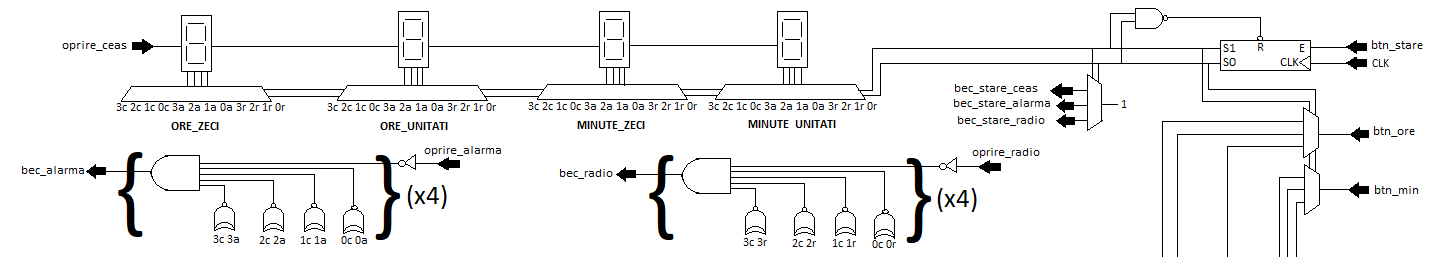 oprire_ceas
3c 2c 1c 0c 3a 2a 1a 0a 3r 2r 1r 0r
3c 2c 1c 0c 3a 2a 1a 0a 3r 2r 1r 0r
3c 2c 1c 0c 3a 2a 1a 0a 3r 2r 1r 0r
3c 2c 1c 0c 3a 2a 1a 0a 3r 2r 1r 0r
ORE_ZECI
ORE_UNITATI
MINUTE_ZECI
MINUTE UNITATI
S1
R
E
btn_stare
S0
CLK
CLK
bec_stare_ceas
bec_stare_alarma
bec_stare_radio
1
btn_ore
btn_min
bec_alarma
{
}
oprire_alarma
(x4)
3c 3a
2c 2a
1c 1a
0c 0a
bec_radio
{
}
oprire_radio
(x4)
3c 3r
2c 2r
1c 1r
0c 0r